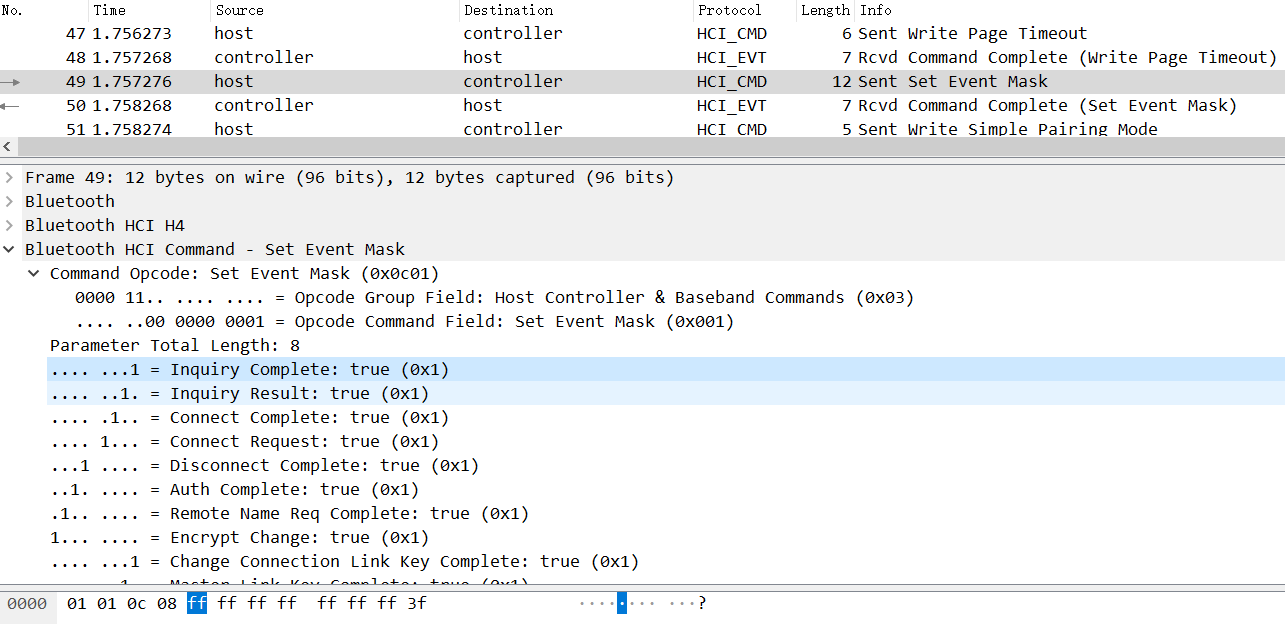 No. Time Source Destination Protocol Length Info
47 1.756273 host controller HCI_CMD 6 Sent Write Page Timeout
48 1.757268 controller host HCI_EVT 7 Rcvd Command Complete (Write Page Timeout)
49 1.757276 host controller HCI_CMD 12 Sent Set Event Mask
50 1.758268 controller host HCI_EVT 7 Rcvd Command Complete (Set Event Mask)
51 1.758274 host controller HCI_CMD 5 Sent Write Simple Pairing Mode
Frame 49: 12 bytes on wire (96 bits), 12 bytes captured (96 bits)
Bluetooth
Bluetooth HCI H4
Bluetooth HCI Command - Set Event Mask
Command Opcode: Set Event Mask (0x0c01)
0000 11.. .... .... = Opcode Group Field: Host Controller & Baseband Commands (0x03)
.... ..00 0000 0001 = Opcode Command Field: Set Event Mask (0x001)
Parameter Total Length: 8
.... ...1 = Inquiry Complete: true (0x1)
.... ..1. = Inquiry Result: true (0x1)
.... .1.. = Connect Complete: true (0x1)
.... 1... = Connect Request: true (0x1)
...1 .... = Disconnect Complete: true (0x1)
..1. .... = Auth Complete: true (0x1)
.1.. .... = Remote Name Req Complete: true (0x1)
1... .... = Encrypt Change: true (0x1)
.... ...1 = Change Connection Link Key Complete: true (0x1)
.... ..1. = Master Link Key Complete: true (0x1)
0000 01 01 0c 08 ff ff ff ff ff ff ff 3f ········ ···?